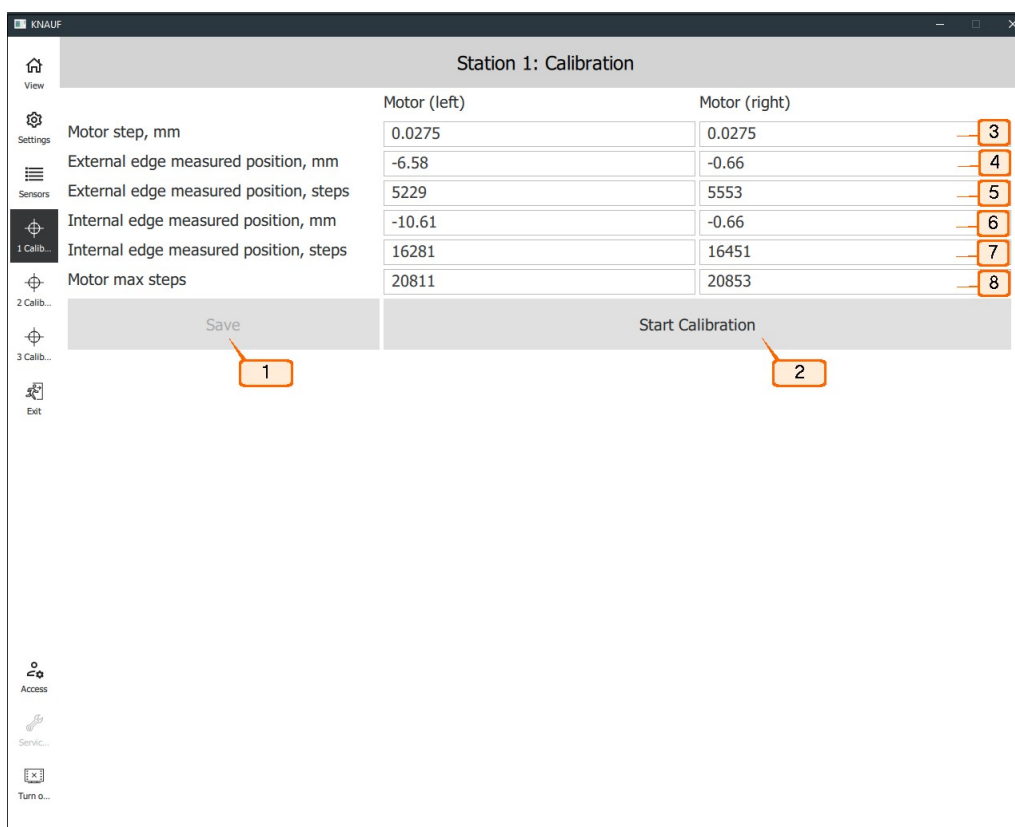 KNAUF
Station 1: Calibration
View
Settings
Sensors
1 Calib...
2 Calib...
3 Calib...
Exit
Access
Servic...
Turn o...
Motor (left) Motor (right)
Motor step, mm 0.0275 0.0275 3
External edge measured position, mm -6.58 -0.66 4
External edge measured position, steps 5229 5553 5
Internal edge measured position, mm -10.61 -0.66 6
Internal edge measured position, steps 16281 16451 7
Motor max steps 20811 20853 8
Save Start Calibration
1 2